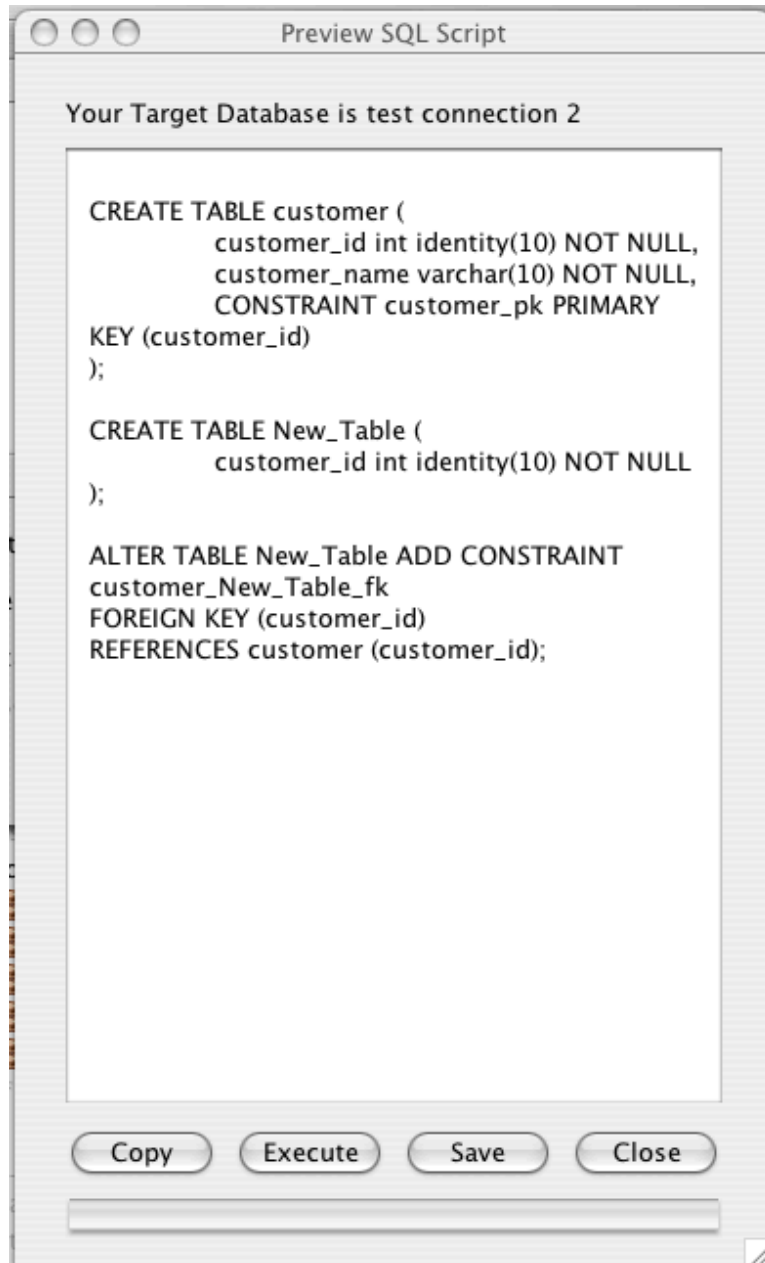 Preview SQL Script
Your Target Database is test connection 2
CREATE TABLE customer (
customer_id int identity(10) NOT NULL,
customer_name varchar(10) NOT NULL,
CONSTRAINT customer_pk PRIMARY
KEY (customer_id)
);
CREATE TABLE New_Table (
customer_id int identity(10) NOT NULL
);
ALTER TABLE New_Table ADD CONSTRAINT
customer_New_Table_fk
FOREIGN KEY (customer_id)
REFERENCES customer (customer_id);
Copy Execute Save Close